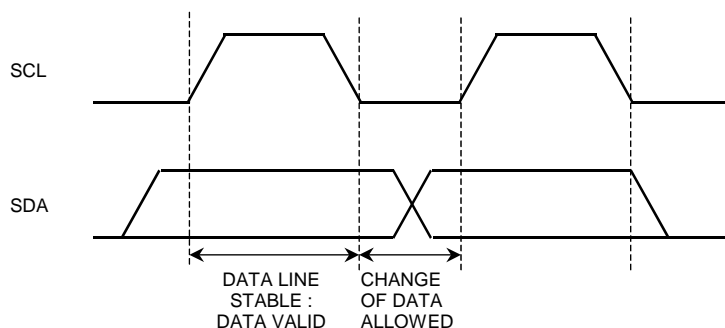 SCL
SDA
DATA LINE
STABLE :
DATA VALID
CHANGE
OF DATA
ALLOWED